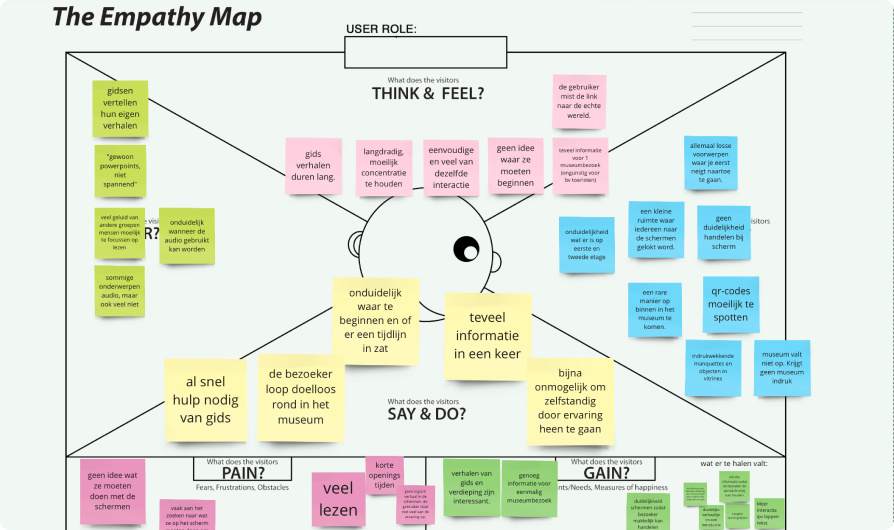 The Empathy Map
USER ROLE:
What does the visitors
THINK & FEEL?
de gebruiker
mist de link
naar de echte
wereld.
gids
verhalen
duren lang.
langdradig,
moeilijk
concentratie
te houden
eenvoudige
en veel van
dezelfde
interactie
geen idee
waar ze
moeten
beginnen
teveel informatie
voor 1
museumbezoek
(ongunstig voor
bv toeristen)
gidsen
vertellen
hun eigen
verhalen
"gewoon
powerpoints,
niet
spannend"
veel geluid van
andere groepen
mensen moeilijk
te focussen op
lezen
onduidelijk
wanneer de
audio gebruikt
kan worden
sommige
onderwerpen
audio, maar
ook veel niet
R?
allemaal losse
voorwerpen
waar je eerst
neigt naartoe
te gaan.
onduidelijkheid
wat er is op
eerste en
tweede etage
een kleine
ruimte waar
iedereen naar
de schermen
gelokt word.
geen
duidelijkheid
handelen bij
scherm
isitors
een rare
manier op
binnen in het
museum te
komen.
qr-codes
moeilijk te
spotten
indrukwekkende
manquettes en
objecten in
vitrines
museum valt
niet op. Krijgt
geen museum
indruk
onduidelijk
waar te
beginnen en of
er een tijdlijn
in zat
teveel
informatie
in een keer
al snel
hulp nodig
van gids
de bezoeker
loop doelloos
rond in het
museum
bijna
onmogelijk om
zelfstandig
door ervaring
heen te gaan
What does the visitors
SAY & DO?
What does the visitors
PAIN?
Fears, Frustrations, Obstacles
geen idee wat
ze moeten
doen met de
schermen
vaak aan het
zoeken naar wat
ze op het scherm
veel
lezen
korte
openings
tijden
What does the visitors
GAIN?
nts/Needs, Measures of happiness
verhalen van
gids en
verdieping zijn
interessant.
genoeg
informatie voor
eenmalig
museumbezoek
duidelijkheid
schermen zodat
bezoeker
makkelijk kan
handelen
wat er te halen valt:
Meer
interactie
ipv lappen
tekst.